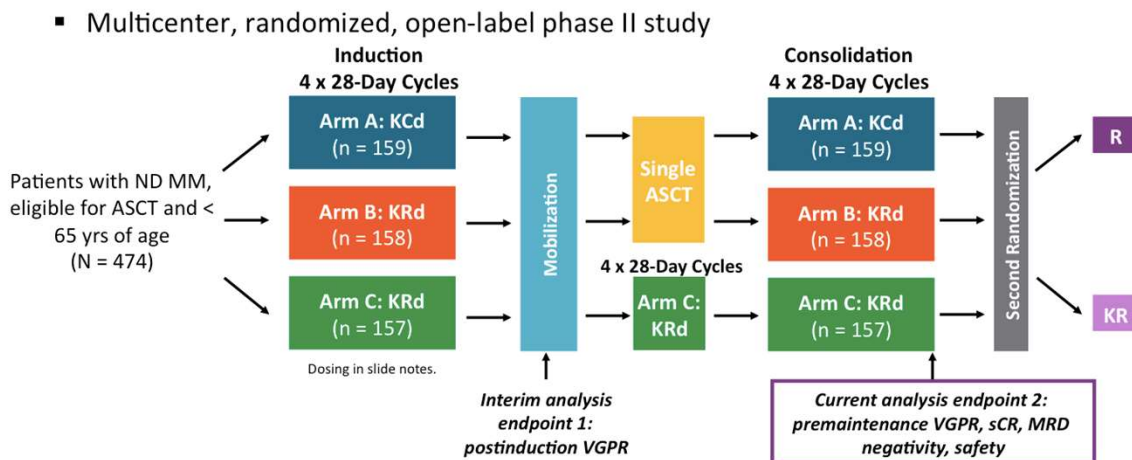 ▪ Multicenter, randomized, open-label phase II study
Induction
4 x 28-Day Cycles
Consolidation
4 x 28-Day Cycles
Patients with ND MM,
eligible for ASCT and <
65 yrs of age
(N = 474)
Arm A: KCd
(n = 159)
Arm B: KRd
(n = 158)
Arm C: KRd
(n = 157)
Dosing in slide notes.
Mobilization
Single
ASCT
4 x 28-Day Cycles
Arm C:
KRd
Arm A: KCd
(n = 159)
Arm B: KRd
(n = 158)
Arm C: KRd
(n = 157)
Second Randomization
R
KR
Interim analysis
endpoint 1:
postinduction VGPR
Current analysis endpoint 2:
premaintenance VGPR, sCR, MRD
negativity, safety